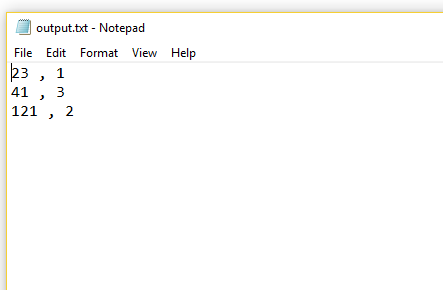 output.txt - Notepad
File Edit Format View Help
23 , 1
41 , 3
121 , 2